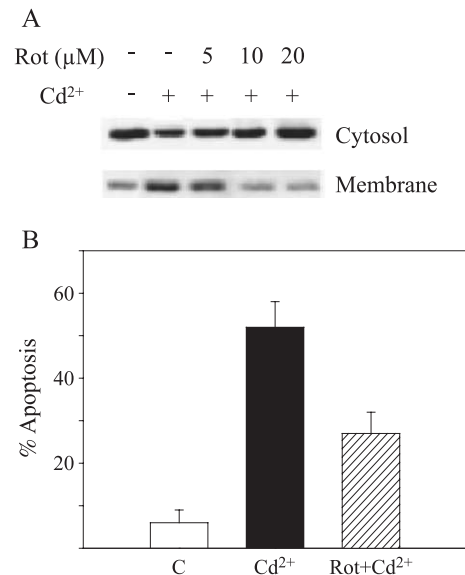 A
Rot (µM) - - 5 10 20
Cd²⁺ - + + + +
Cytosol
Membrane
B
% Apoptosis
60
40
20
C Cd²⁺ Rot+Cd²⁺